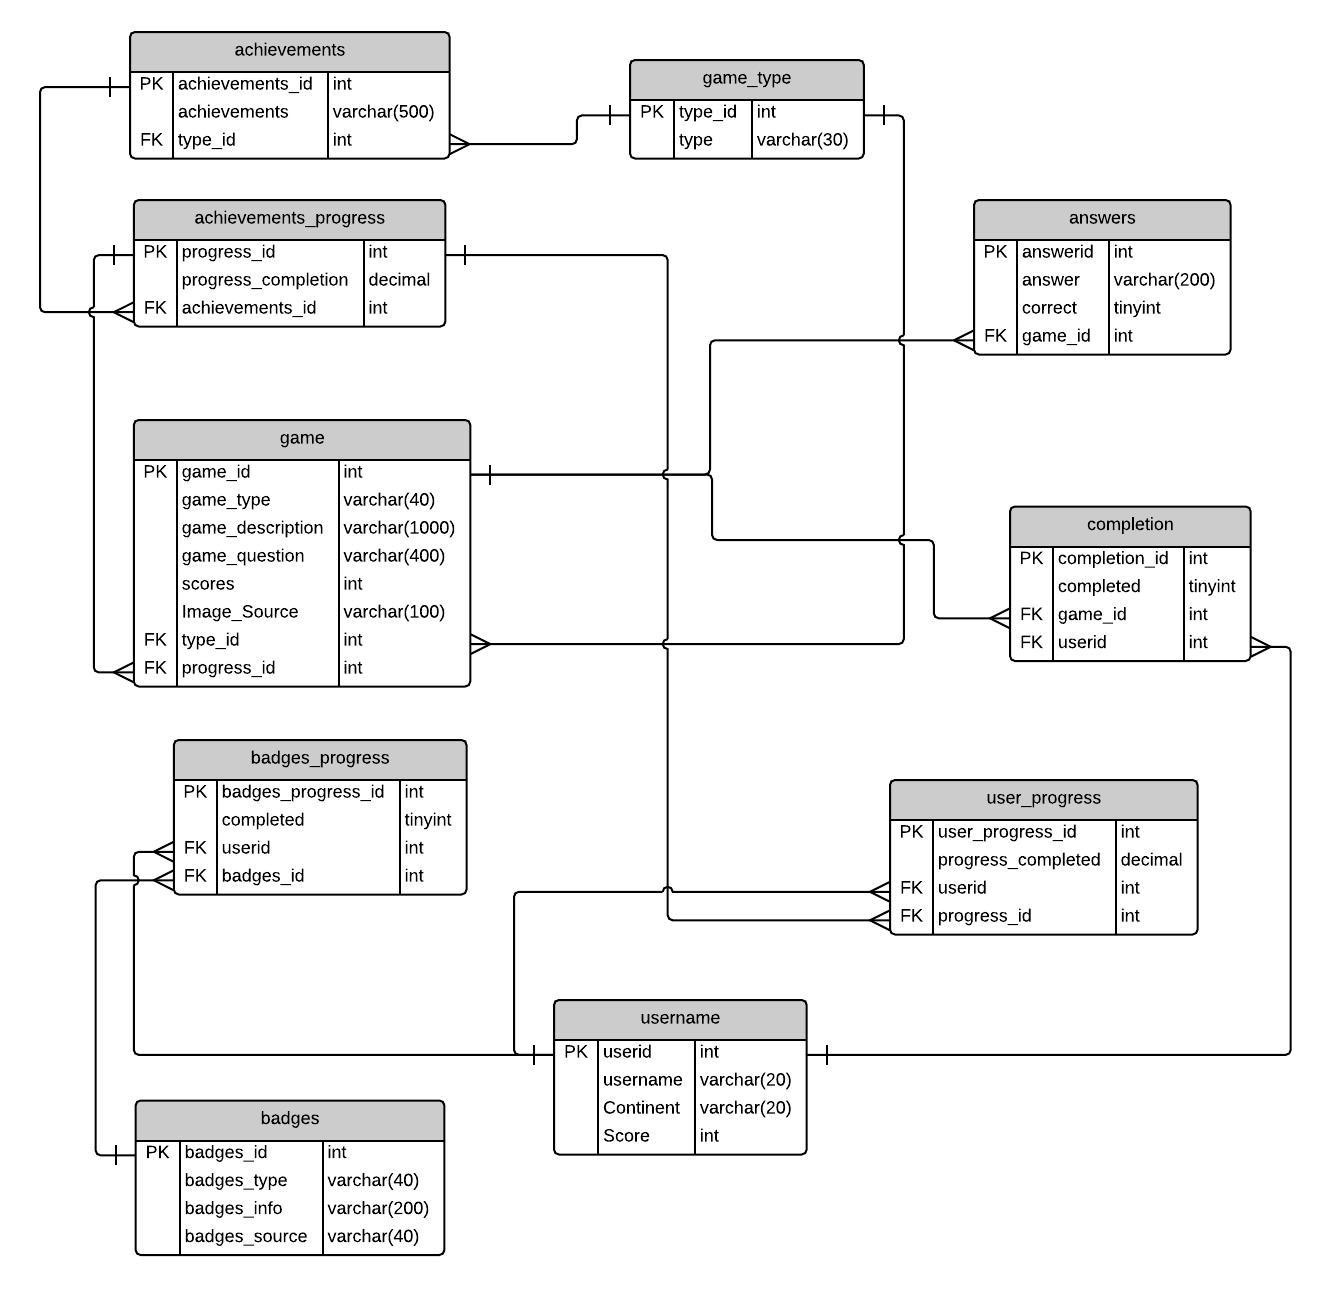 achievements
PK achievements_id int
achievements varchar(500)
FK type_id int
game_type
PK type_id int
type varchar(30)
achievements_progress
PK progress_id int
progress_completion decimal
FK achievements_id int
answers
PK answerid int
answer varchar(200)
correct tinyint
FK game_id int
game
PK game_id int
game_type varchar(40)
game_description varchar(1000)
game_question varchar(400)
scores int
Image_Source varchar(100)
FK type_id int
FK progress_id int
completion
PK completion_id int
completed tinyint
FK game_id int
FK userid int
badges_progress
PK badges_progress_id int
completed tinyint
FK userid int
FK badges_id int
user_progress
PK user_progress_id int
progress_completed decimal
FK userid int
FK progress_id int
username
PK userid int
username varchar(20)
Continent varchar(20)
Score int
badges
PK badges_id int
badges_type varchar(40)
badges_info varchar(200)
badges_source varchar(40)